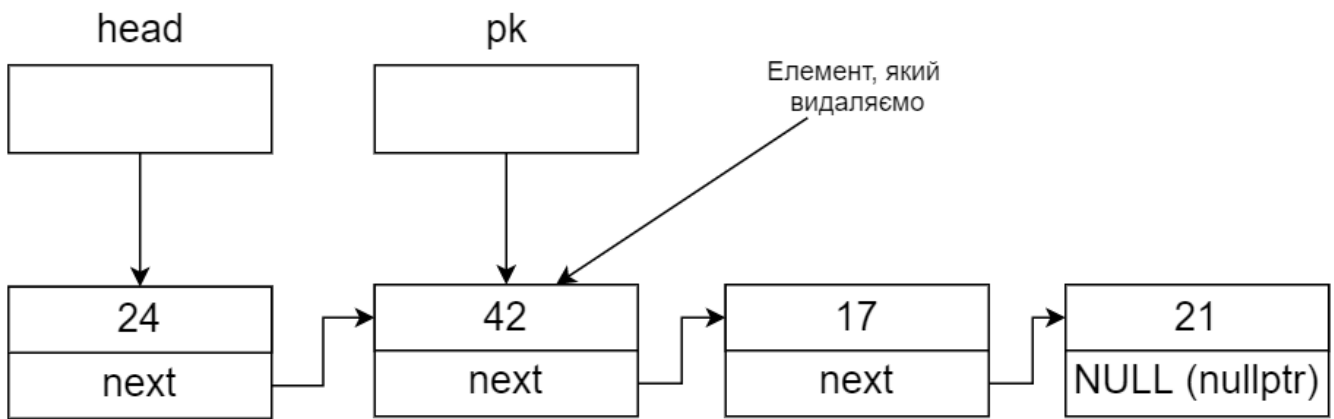 head
pk
Елемент, який
видаляємо
24
42
17
21
next
next
next
NULL (nullptr)